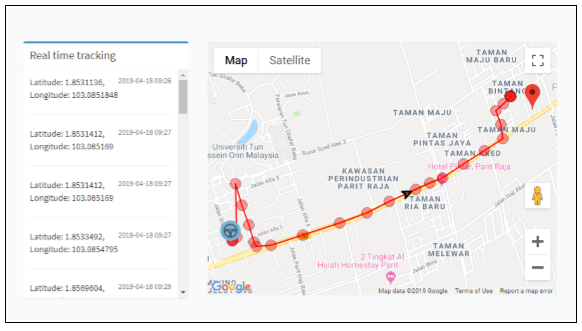 Real time tracking
Latitude: 1.8531136,
Longitude: 103.0851848
2019-04-18 09:26
Latitude: 1.8531412,
Longitude: 103.085169
2019-04-18 09:27
Latitude: 1.8531412,
Longitude: 103.085169
2019-04-18 09:27
Latitude: 1.8533492,
Longitude: 103.0854795
2019-04-18 09:27
Latitude: 1.8569604,
2019-04-18 09:29
Map
Satellite
TAMAN
MAJU BARU
TAMAN
BINTANG
TAMAN MAJU
TAMAN MAJU
TAMAN
PINTAS JAYA
TAMAN AKED
Hotel Pintar, Parit Raja
Universiti Tun
ssein Onn Malaysia
KAWASAN
PERINDUSTRIAN
PARIT RAJA
TAMAN
RIA BARU
TAMAN
MELEWAR
2 Tingkat Al
Hijrah Homestay Parit
Google
Map data ©2019 Google
Terms of Use
Report a map error